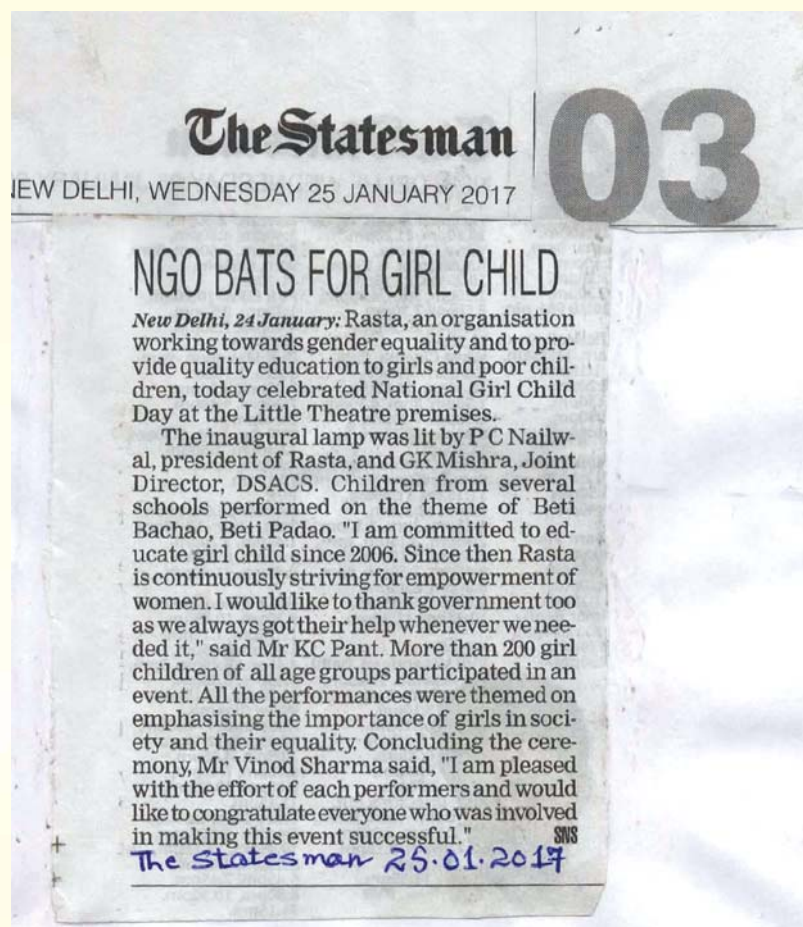 The Statesman
03
NEW DELHI, WEDNESDAY 25 JANUARY 2017
NGO BATS FOR GIRL CHILD
New Delhi, 24 January: Rasta, an organisation
working towards gender equality and to pro-
vide quality education to girls and poor chil-
dren, today celebrated National Girl Child
Day at the Little Theatre premises.
The inaugural lamp was lit by P C Nailw-
al, president of Rasta, and GK Mishra, Joint
Director, DSACS. Children from several
schools performed on the theme of Beti
Bachao, Beti Padao. "I am committed to ed-
ucate girl child since 2006. Since then Rasta
is continuously striving for empowerment of
women. I would like to thank government too
as we always got their help whenever we nee-
ded it," said Mr KC Pant. More than 200 girl
children of all age groups participated in an
event. All the performances were themed on
emphasising the importance of girls in soci-
ety and their equality. Concluding the cere-
mony, Mr Vinod Sharma said, "I am pleased
with the effort of each performers and would
like to congratulate everyone who was involved
in making this event successful." SNS
The Statesman 25.01.2017